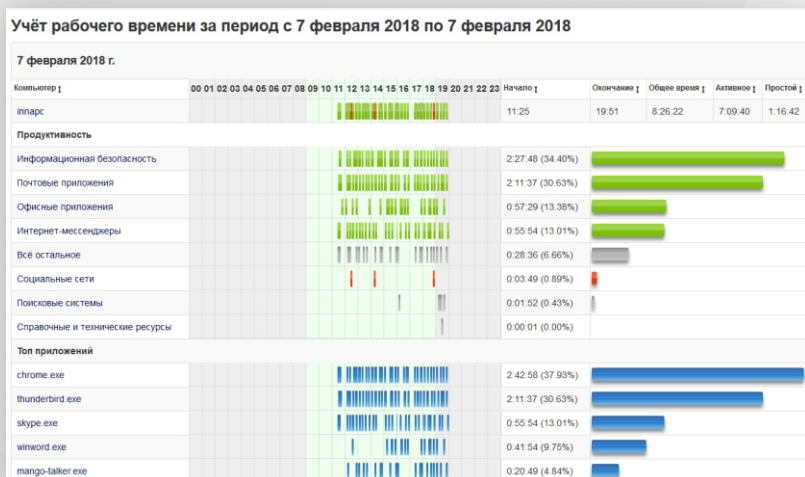 Учёт рабочего времени за период с 7 февраля 2018 по 7 февраля 2018
7 февраля 2018 г.
Компьютер 00 01 02 03 04 05 06 07 08 09 10 11 12 13 14 15 16 17 18 19 20 21 22 23 Начало Окончание Общее время Активное Простой
innapc 11:25 19:51 8:26:22 7:09:40 1:16:42
Продуктивность
Информационная безопасность 2:27:48 (34.40%)
Почтовые приложения 2:11:37 (30.63%)
Офисные приложения 0:57:29 (13.38%)
Интернет-мессенджеры 0:55:54 (13.01%)
Всё остальное 0:28:36 (6.66%)
Социальные сети 0:03:49 (0.89%)
Поисковые системы 0:01:52 (0.43%)
Справочные и технические ресурсы 0:00:01 (0.00%)
Топ приложений
chrome.exe 2:42:58 (37.93%)
thunderbird.exe 2:11:37 (30.63%)
skype.exe 0:55:54 (13.01%)
winword.exe 0:41:54 (9.75%)
mango-talker.exe 0:20:49 (4.84%)